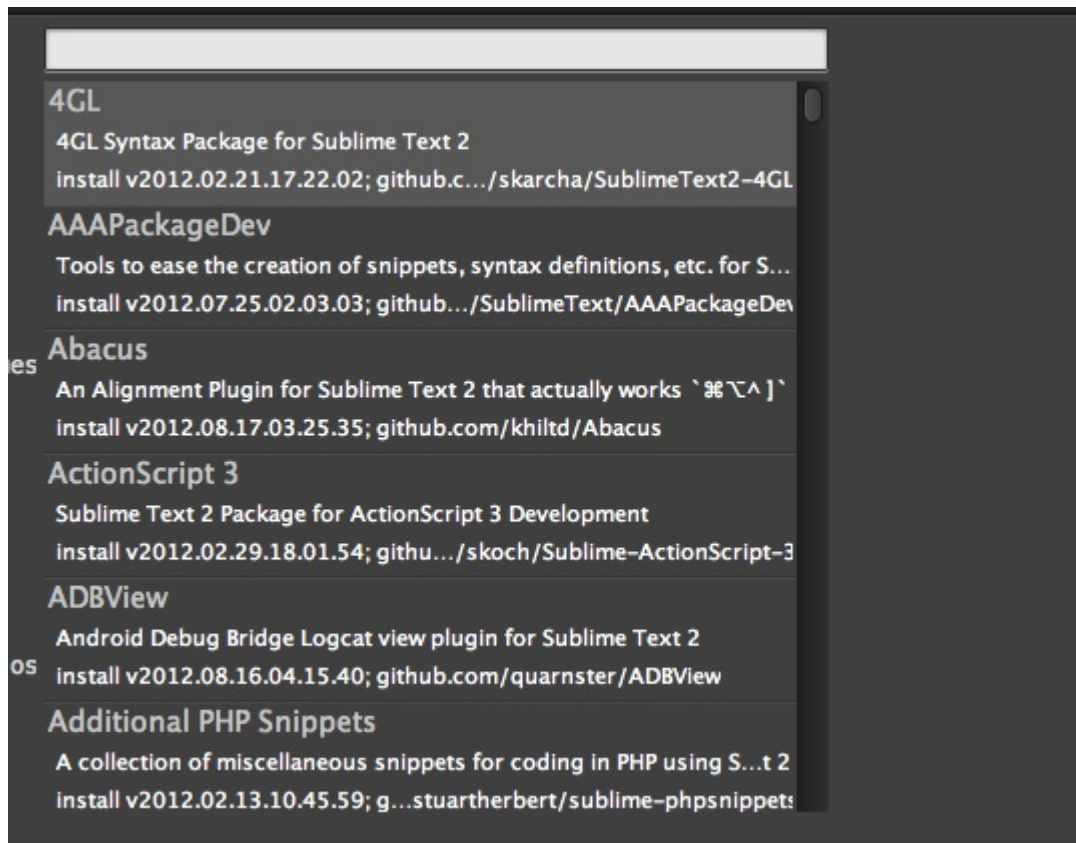 4GL
4GL Syntax Package for Sublime Text 2
install v2012.02.21.17.22.02; github.c.../skarcha/SublimeText2-4GL
AAAPackageDev
Tools to ease the creation of snippets, syntax definitions, etc. for S...
install v2012.07.25.02.03.03; github.../SublimeText/AAAPackageDev
es Abacus
An Alignment Plugin for Sublime Text 2 that actually works `⌘⌥^]`
install v2012.08.17.03.25.35; github.com/khiltd/Abacus
ActionScript 3
Sublime Text 2 Package for ActionScript 3 Development
install v2012.02.29.18.01.54; githu.../skoch/Sublime-ActionScript-3
ADBView
Android Debug Bridge Logcat view plugin for Sublime Text 2
os install v2012.08.16.04.15.40; github.com/quarnster/ADBView
Additional PHP Snippets
A collection of miscellaneous snippets for coding in PHP using S...t 2
install v2012.02.13.10.45.59; g...stuartherbert/sublime-phpsnippets